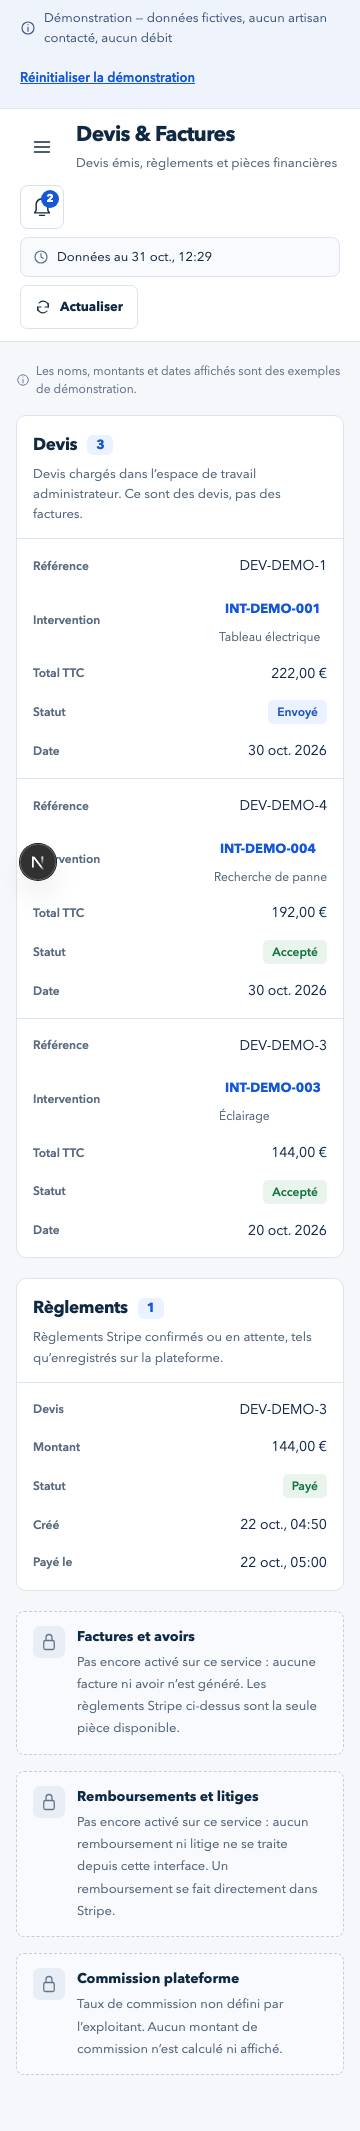 Démonstration — données fictives, aucun artisan
contacté, aucun débit
Réinitialiser la démonstration
Devis & Factures
Devis émis, règlements et pièces financières
2
Données au 31 oct., 12:29
Actualiser
Les noms, montants et dates affichés sont des exemples
de démonstration.
Devis 3
Devis chargés dans l’espace de travail
administrateur. Ce sont des devis, pas des
factures.
Référence DEV-DEMO-1
Intervention INT-DEMO-001
Tableau électrique
Total TTC 222,00 €
Statut Envoyé
Date 30 oct. 2026
Référence DEV-DEMO-4
N rvention INT-DEMO-004
Recherche de panne
Total TTC 192,00 €
Statut Accepté
Date 30 oct. 2026
Référence DEV-DEMO-3
Intervention INT-DEMO-003
Éclairage
Total TTC 144,00 €
Statut Accepté
Date 20 oct. 2026
Règlements 1
Règlements Stripe confirmés ou en attente, tels
qu’enregistrés sur la plateforme.
Devis DEV-DEMO-3
Montant 144,00 €
Statut Payé
Créé 22 oct., 04:50
Payé le 22 oct., 05:00
Factures et avoirs
Pas encore activé sur ce service : aucune
facture ni avoir n’est généré. Les
règlements Stripe ci-dessus sont la seule
pièce disponible.
Remboursements et litiges
Pas encore activé sur ce service : aucun
remboursement ni litige ne se traite
depuis cette interface. Un
remboursement se fait directement dans
Stripe.
Commission plateforme
Taux de commission non défini par
l’exploitant. Aucun montant de
commission n’est calculé ni affiché.